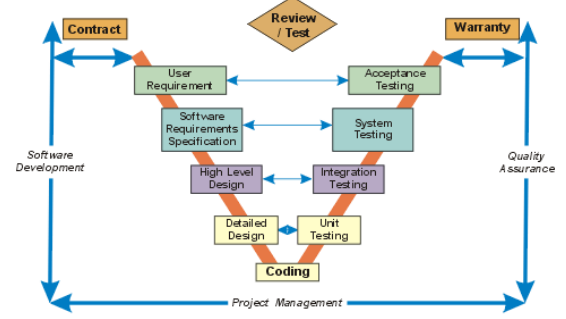 Review
/ Test
Contract
Warranty
User
Requirement
Acceptance
Testing
Software
Requirements
Specification
System
Testing
Software
Development
Quality
Assurance
High Level
Design
Integration
Testing
Detailed
Design
Unit
Testing
Coding
Project Management